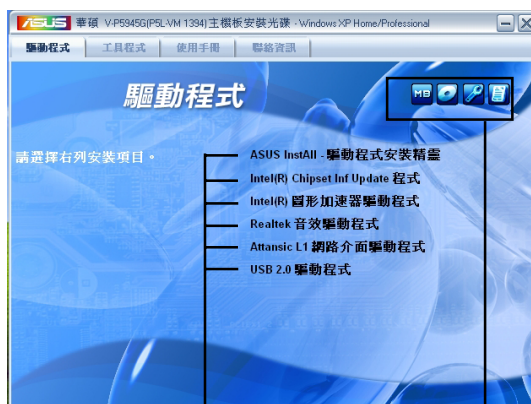 ASUS 華碩 V-P5945G(P5L-VM 1394)主機板安裝光碟 - Windows XP Home/Professional
驅動程式 工具程式 使用手冊 聯絡資訊
驅動程式
MB
請選擇右列安裝項目。
ASUS InstAll - 驅動程式安裝精靈
Intel(R) Chipset Inf Update 程式
Intel(R) 圖形加速器驅動程式
Realtek 音效驅動程式
Attansic L1 網路介面驅動程式
USB 2.0 驅動程式